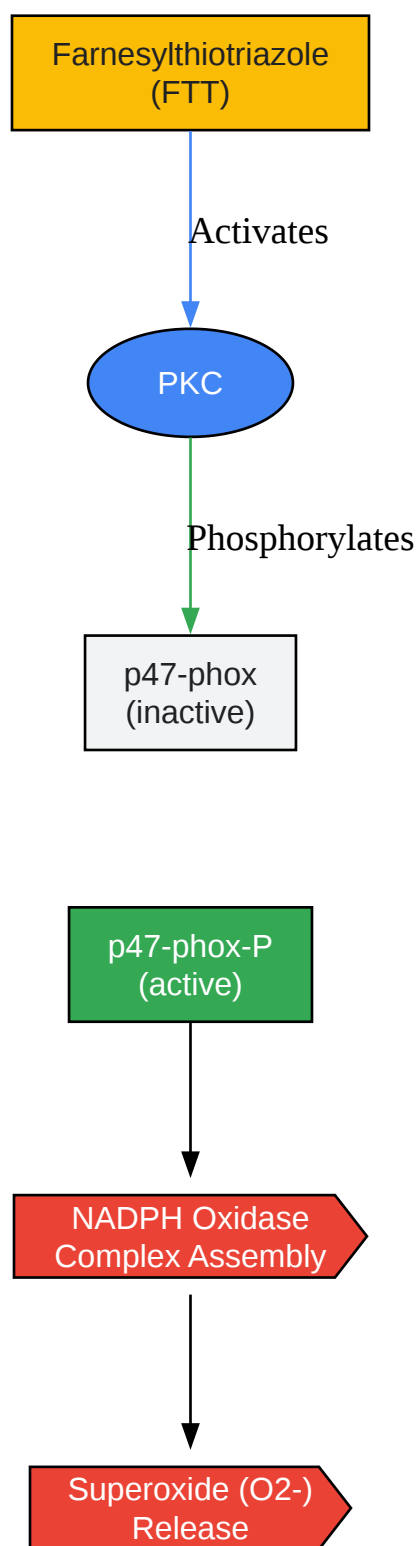 Farnesylthiotriazole
(FTT)
Activates
PKC
Phosphorylates
p47-phox
(inactive)
p47-phox-P
(active)
NADPH Oxidase
Complex Assembly
Superoxide (O2-)
Release